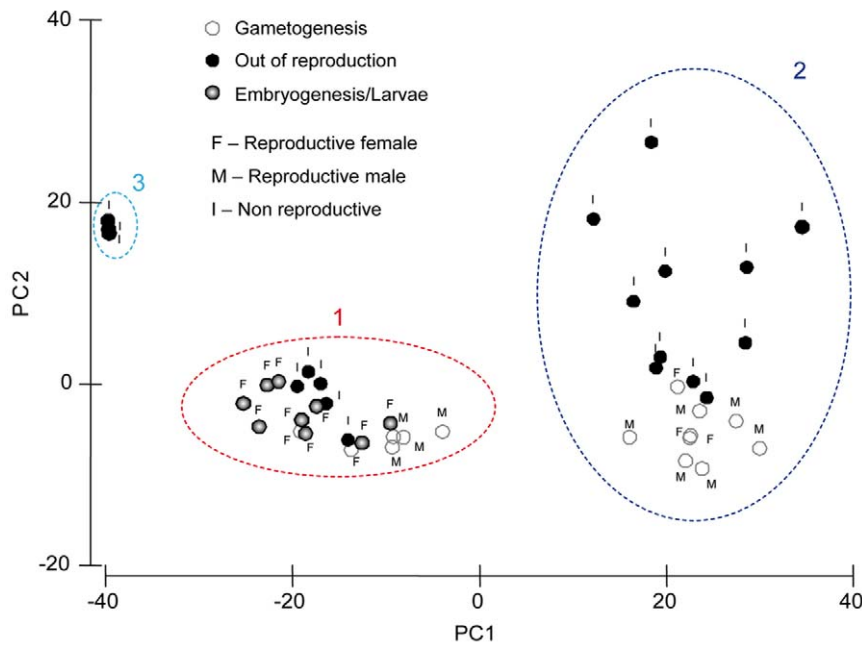 40
20
0
-20
PC2
-40
-20
0
20
40
PC1
Gametogenesis
Out of reproduction
Embryogenesis/Larvae
F – Reproductive female
M – Reproductive male
I – Non reproductive
3
I
I
I
1
I
F F I I
F I
F F F I F M M
F F M
F M
2
I
I I
I I
I I
I I I
F I I
M M
M F F M
M M